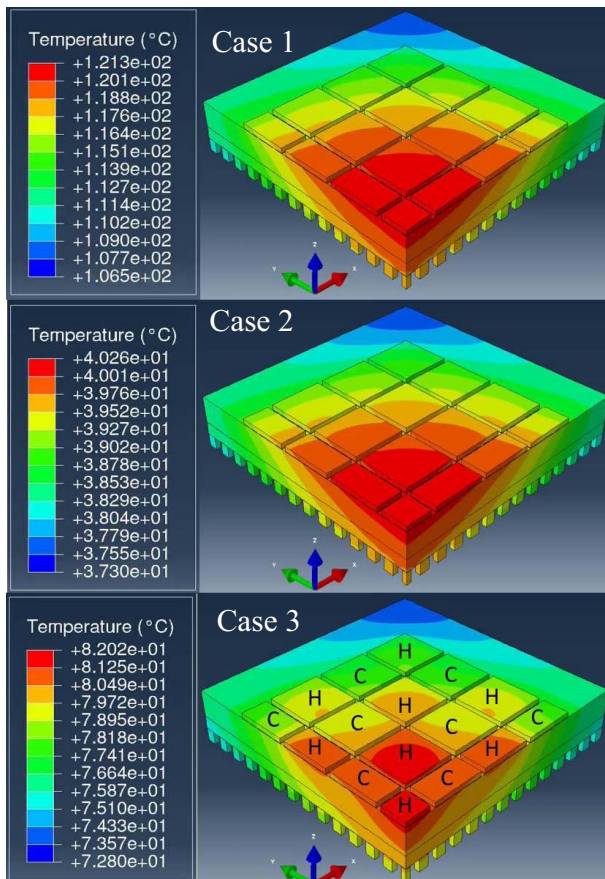 Case 1
Temperature (°C)
+1.213e+02
+1.201e+02
+1.188e+02
+1.176e+02
+1.164e+02
+1.151e+02
+1.139e+02
+1.127e+02
+1.114e+02
+1.102e+02
+1.090e+02
+1.077e+02
+1.065e+02
Z
Y
X
Case 2
Temperature (°C)
+4.026e+01
+4.001e+01
+3.976e+01
+3.952e+01
+3.927e+01
+3.902e+01
+3.878e+01
+3.853e+01
+3.829e+01
+3.804e+01
+3.779e+01
+3.755e+01
+3.730e+01
Z
Y
X
Case 3
Temperature (°C)
+8.202e+01
+8.125e+01
+8.049e+01
+7.972e+01
+7.895e+01
+7.818e+01
+7.741e+01
+7.664e+01
+7.587e+01
+7.510e+01
+7.433e+01
+7.357e+01
+7.280e+01
H
C C
H H H
C C C C
H H H
C C
H
Z
Y
X